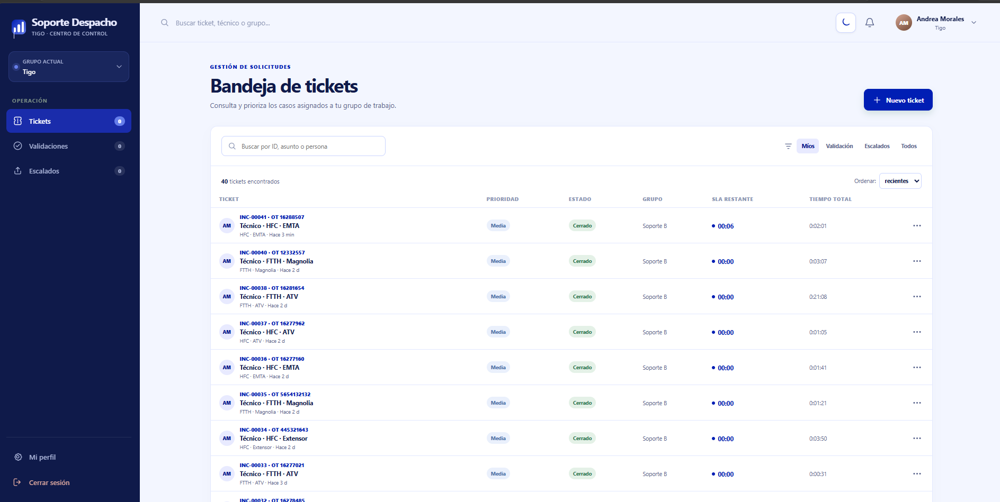 Soporte Despacho
TIGO · CENTRO DE CONTROL
GRUPO ACTUAL
Tigo
OPERACIÓN
Tickets 0
Validaciones 0
Escalados 0
Mi perfil
Cerrar sesión
Buscar ticket, técnico o grupo...
AM
Andrea Morales
Tigo
GESTIÓN DE SOLICITUDES
Bandeja de tickets
Consulta y prioriza los casos asignados a tu grupo de trabajo.
+ Nuevo ticket
Buscar por ID, asunto o persona
Míos Validación Escalados Todos
40 tickets encontrados
Ordenar: recientes
TICKET PRIORIDAD ESTADO GRUPO SLA RESTANTE TIEMPO TOTAL
INC-00041 · OT 16288507
AM Técnico · HFC · EMTA Media Cerrado Soporte B 00:06 0:02:01
HFC · EMTA · Hace 3 min
INC-00040 · OT 12332557
AM Técnico · FTTH · Magnolia Media Cerrado Soporte B 00:00 0:03:07
FTTH · Magnolia · Hace 2 d
INC-00038 · OT 16281654
AM Técnico · FTTH · ATV Media Cerrado Soporte B 00:00 0:21:08
FTTH · ATV · Hace 2 d
INC-00037 · OT 16277962
AM Técnico · HFC · ATV Media Cerrado Soporte B 00:00 0:01:05
HFC · ATV · Hace 2 d
INC-00036 · OT 16277160
AM Técnico · HFC · EMTA Media Cerrado Soporte B 00:00 0:01:41
HFC · EMTA · Hace 2 d
INC-00035 · OT 5654132132
AM Técnico · FTTH · Magnolia Media Cerrado Soporte B 00:00 0:01:21
FTTH · Magnolia · Hace 2 d
INC-00034 · OT 445321643
AM Técnico · HFC · Extensor Media Cerrado Soporte B 00:00 0:03:50
HFC · Extensor · Hace 2 d
INC-00033 · OT 16277021
AM Técnico · FTTH · ATV Media Cerrado Soporte B 00:00 0:00:31
FTTH · ATV · Hace 3 d
INC-00032 · OT 16278485